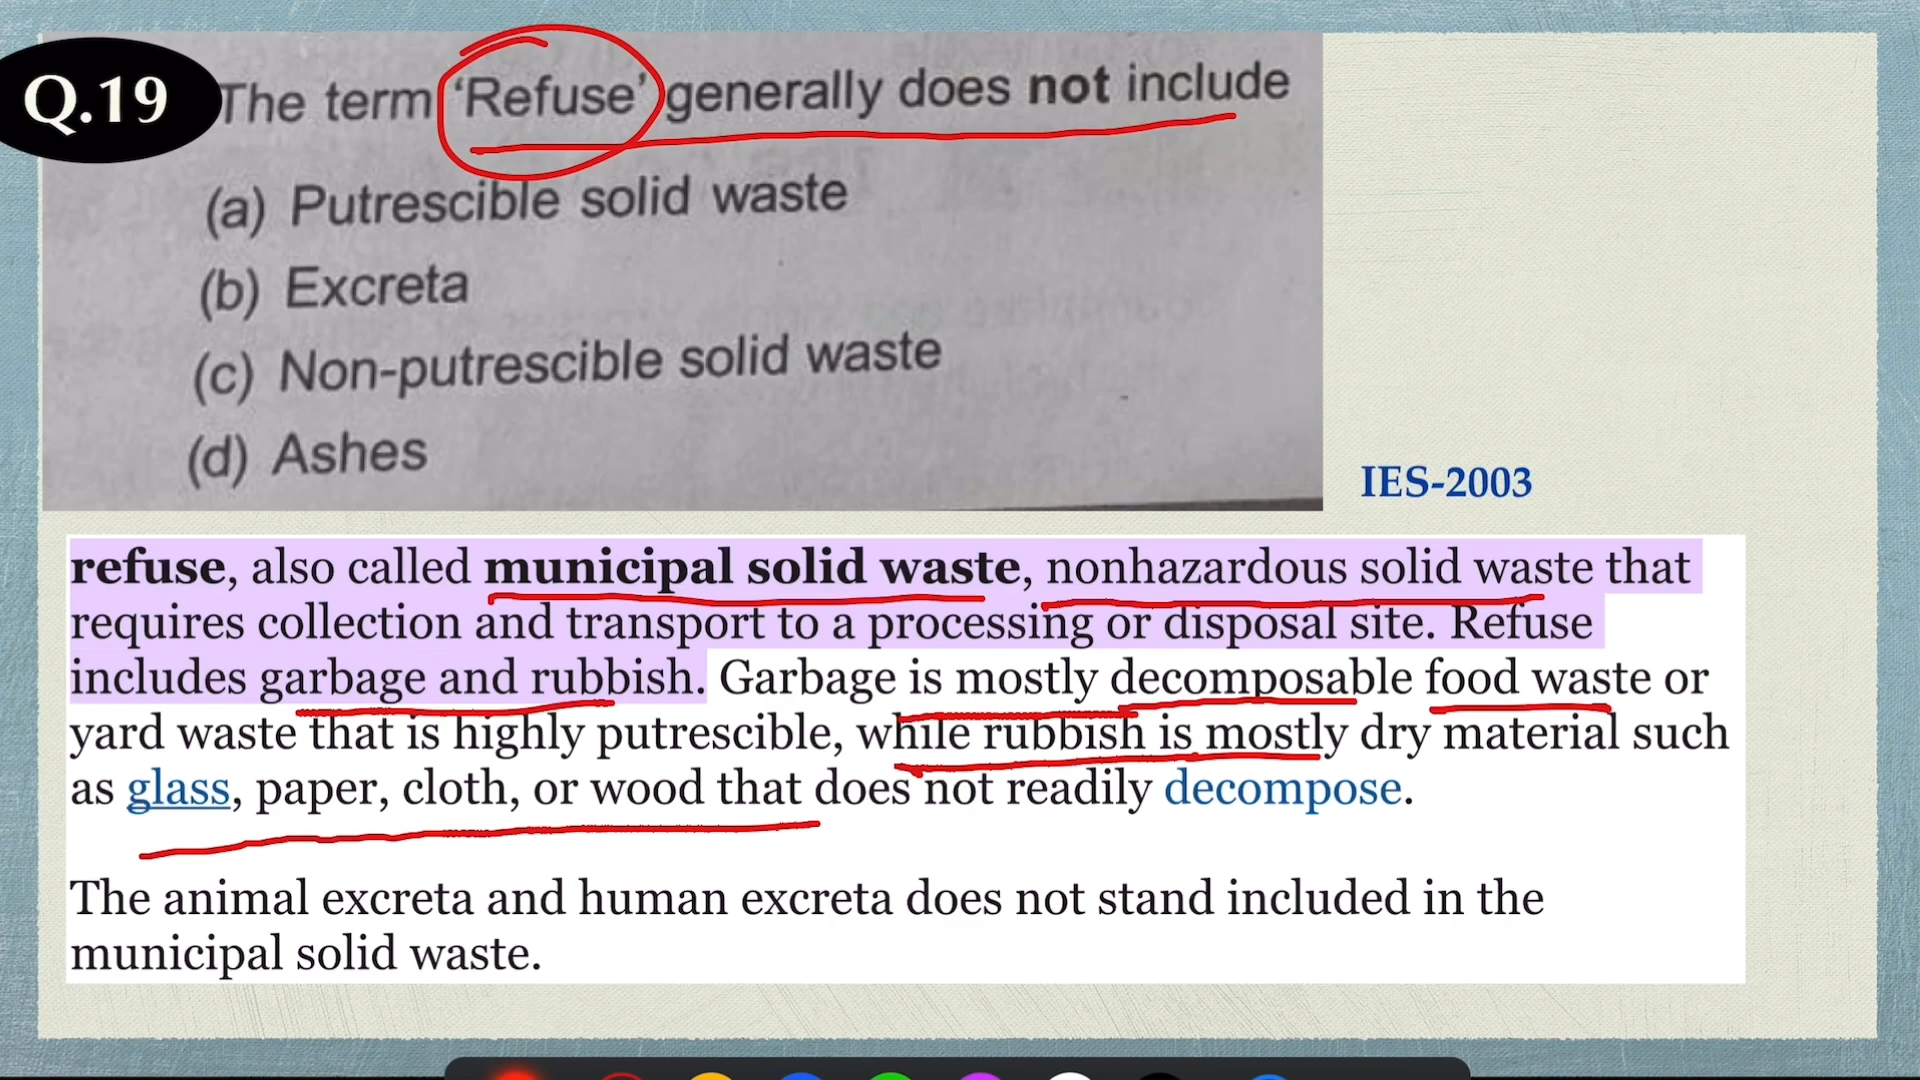 Q.19
The term 'Refuse' generally does not include
(a) Putrescible solid waste
(b) Excreta
(c) Non-putrescible solid waste
(d) Ashes
IES-2003
refuse, also called municipal solid waste, nonhazardous solid waste that
requires collection and transport to a processing or disposal site. Refuse
includes garbage and rubbish. Garbage is mostly decomposable food waste or
yard waste that is highly putrescible, while rubbish is mostly dry material such
as glass, paper, cloth, or wood that does not readily decompose.
The animal excreta and human excreta does not stand included in the
municipal solid waste.